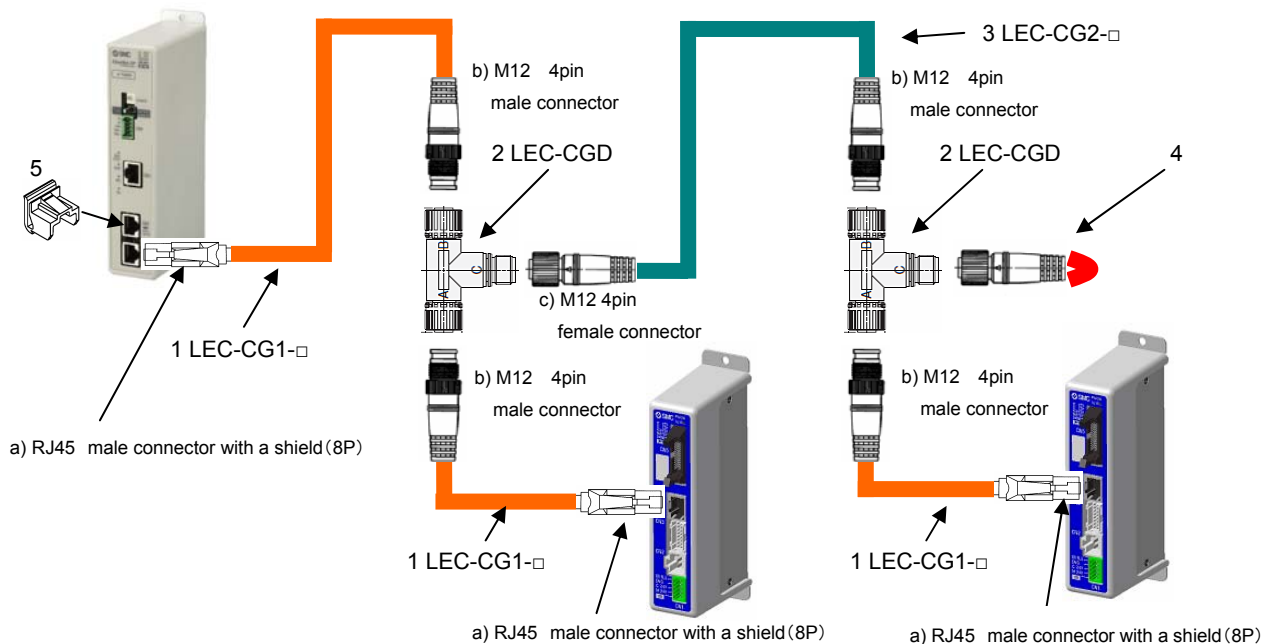 3 LEC-CG2-□
b) M12 4pin
male connector
b) M12 4pin
male connector
5
2 LEC-CGD
2 LEC-CGD
4
SMC
B
A
C
B
A
C
c) M12 4pin
female connector
1 LEC-CG1-□
b) M12 4pin
male connector
b) M12 4pin
male connector
a) RJ45 male connector with a shield(8P)
SMC
SMC
1 LEC-CG1-□
1 LEC-CG1-□
a) RJ45 male connector with a shield(8P)
a) RJ45 male connector with a shield(8P)